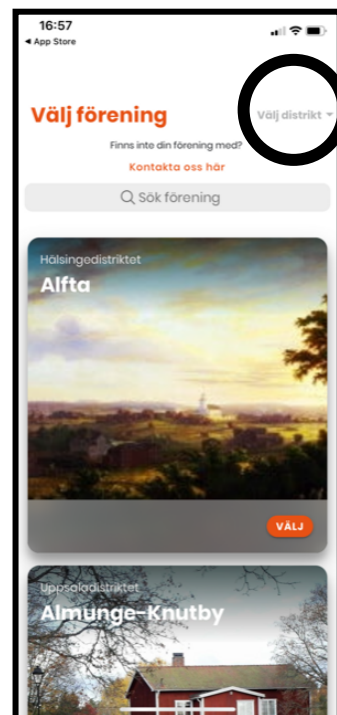 16:57
◀ App Store
Välj förening
Välj distrikt
Finns inte din förening med?
Kontakta oss här
Sök förening
Hälsingedistriktet
Alfta
VÄLJ
Uppsaladistriktet
Almunge-Knutby